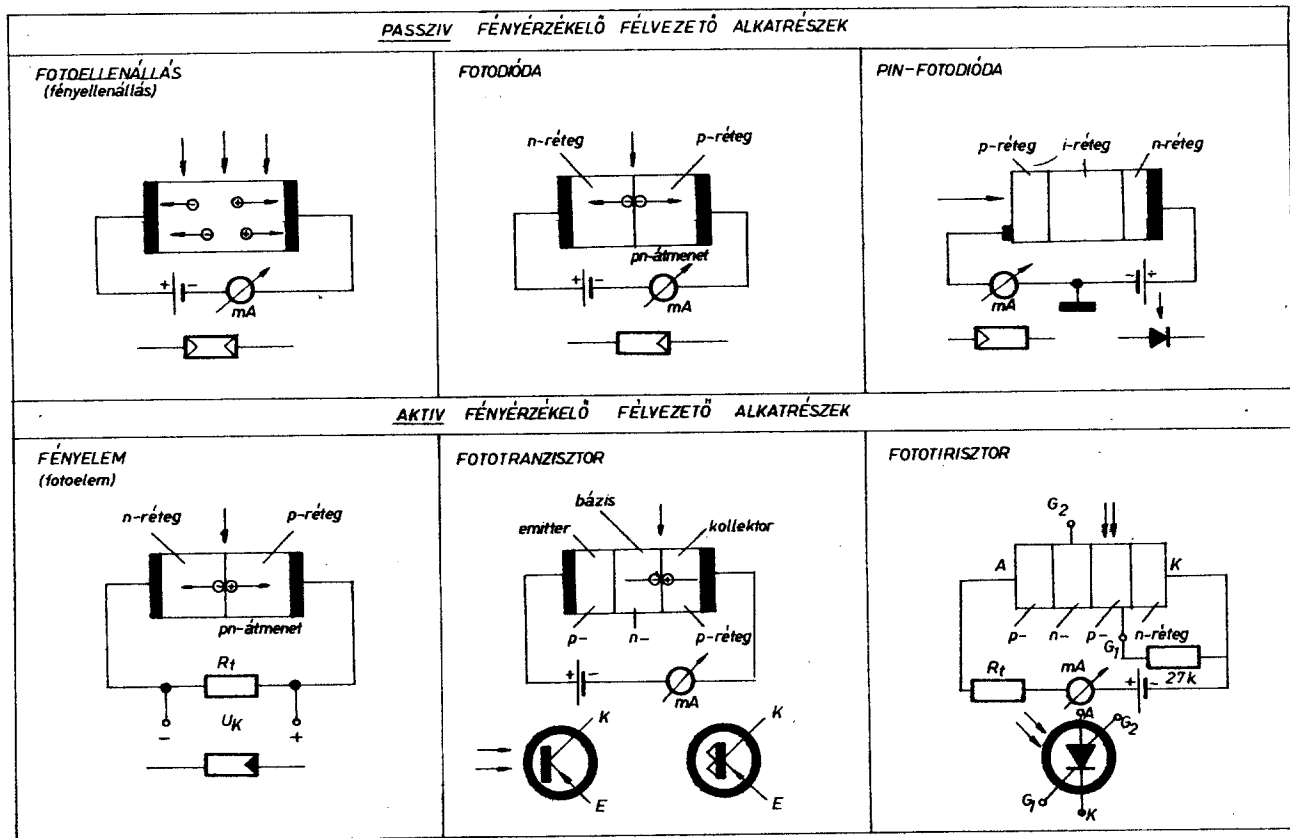 PASSZIV FÉNYÉRZÉKELŐ FÉLVEZETŐ ALKATRÉSZEK
FOTOELLENÁLLÁS
(fényellenállás)
+ -
mA
FOTODIÓDA
n-réteg p-réteg
pn-átmenet
+ -
mA
PIN-FOTODIÓDA
p-réteg i-réteg n-réteg
mA
- +
AKTIV FÉNYÉRZÉKELŐ FÉLVEZETŐ ALKATRÉSZEK
FÉNYELEM
(fotoelem)
n-réteg p-réteg
pn-átmenet
Rt
- UK +
FOTOTRANZISZTOR
bázis
emitter kollektor
p- n- p-réteg
+ -
mA
K
E
K
E
FOTOTIRISZTOR
G2
A K
p- n- p- n-réteg
G1
Rt mA + - 27k
A
G2
G1
K